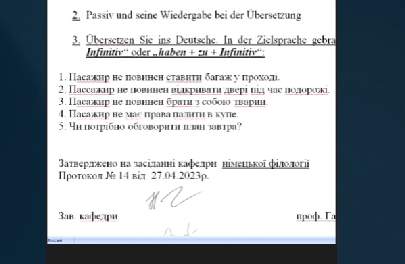 2. Passiv und seine Wiedergabe bei der Übersetzung
3. Übersetzen Sie ins Deutsche. In der Zielsprache gebra
Infinitiv“ oder „haben + zu + Infinitiv“:
1. Пасажир не повинен ставити багаж у проході.
2. Пассажир не повинен відкривати двері під час подорожі.
3. Пасажир не повинен брати з собою тварин.
4. Пасажир не має права палити в купе.
5. Чи потрібно обговорити план завтра?
Затверджено на засіданні кафедри німецької філології
Протокол № 14 від 27.04.2023р.
Зав. кафедри проф. Га